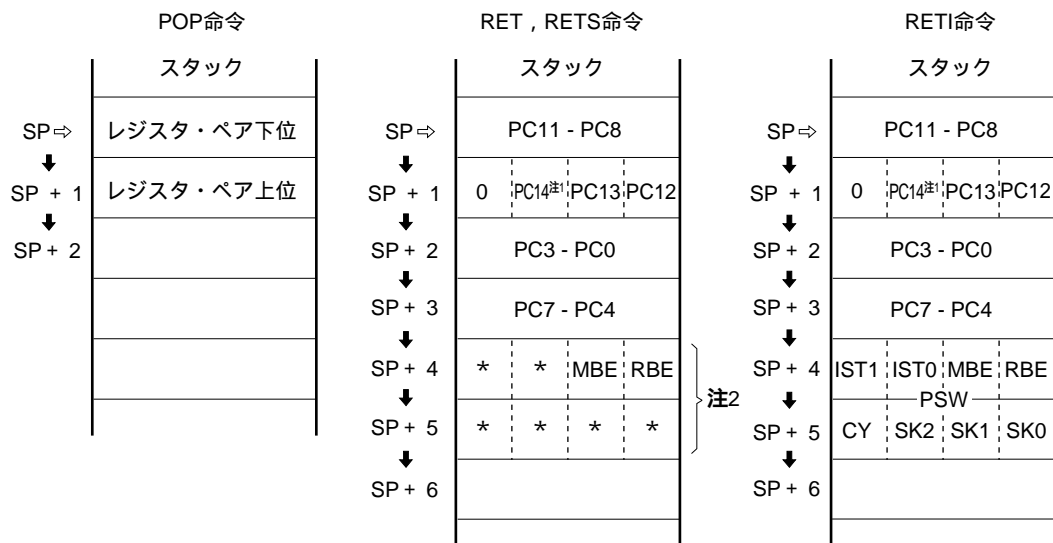 POP命令
スタック
SP⇨ レジスタ・ペア下位
⬇
SP + 1 レジスタ・ペア上位
⬇
SP + 2
RET , RETS命令
スタック
SP⇨ PC11 - PC8
⬇
SP + 1 0 PC14注1 PC13 PC12
⬇
SP + 2 PC3 - PC0
⬇
SP + 3 PC7 - PC4
⬇
SP + 4 * * MBE RBE
⬇ 注2
SP + 5 * * * *
⬇
SP + 6
RETI命令
スタック
SP⇨ PC11 - PC8
⬇
SP + 1 0 PC14注1 PC13 PC12
⬇
SP + 2 PC3 - PC0
⬇
SP + 3 PC7 - PC4
⬇
SP + 4 IST1 IST0 MBE RBE
⬇ PSW
SP + 5 CY SK2 SK1 SK0
⬇
SP + 6